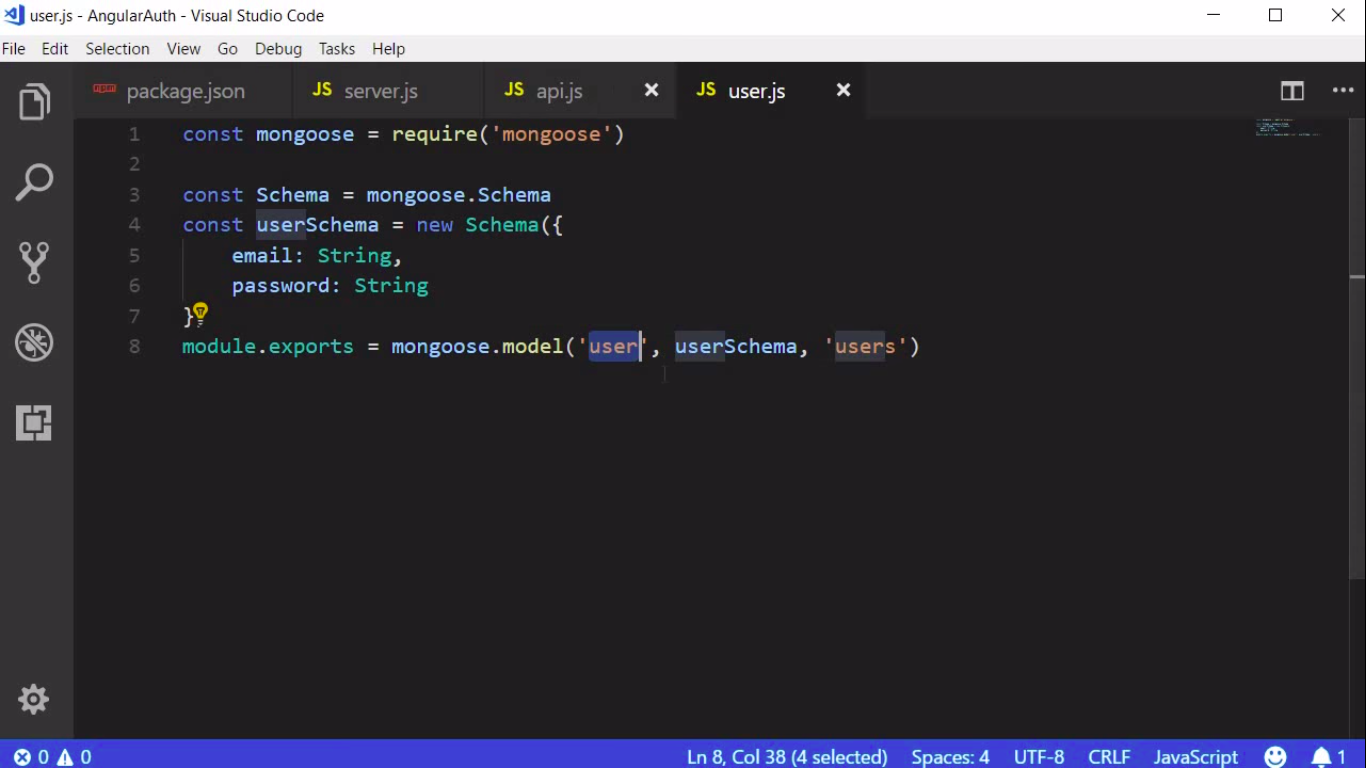 user.js - AngularAuth - Visual Studio Code
File Edit Selection View Go Debug Tasks Help
npm package.json JS server.js JS api.js JS user.js
1 const mongoose = require('mongoose')
2
3 const Schema = mongoose.Schema
4 const userSchema = new Schema({
5 email: String,
6 password: String
7 }
8 module.exports = mongoose.model('user', userSchema, 'users')
0 0 Ln 8, Col 38 (4 selected) Spaces: 4 UTF-8 CRLF JavaScript 1